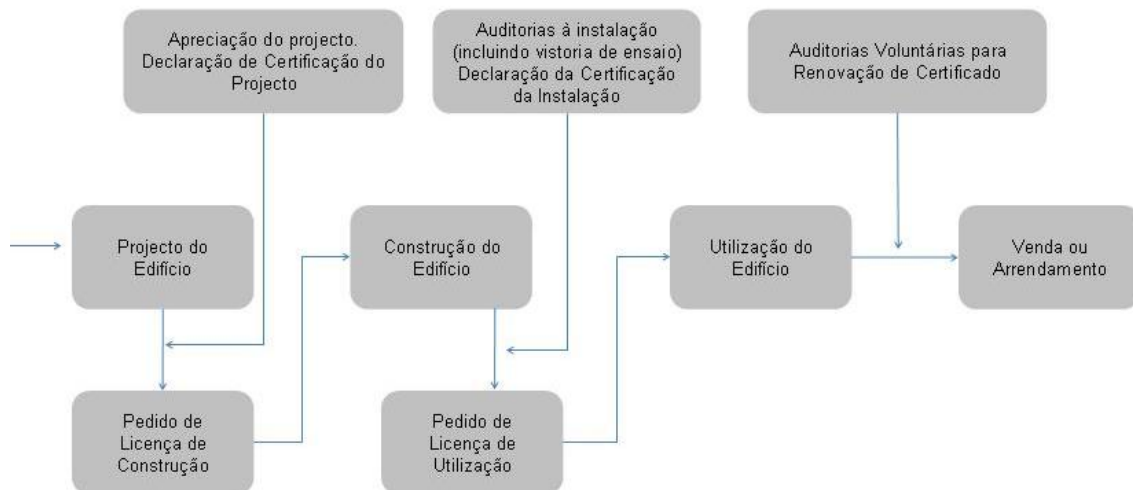 Apreciação do projecto.
Declaração de Certificação do
Projecto
Auditorias à instalação
(incluindo vistoria de ensaio)
Declaração da Certificação
da Instalação
Auditorias Voluntárias para
Renovação de Certificado
Projecto do
Edifício
Construção do
Edifício
Utilização do
Edifício
Venda ou
Arrendamento
Pedido de
Licença de
Construção
Pedido de
Licença de
Utilização